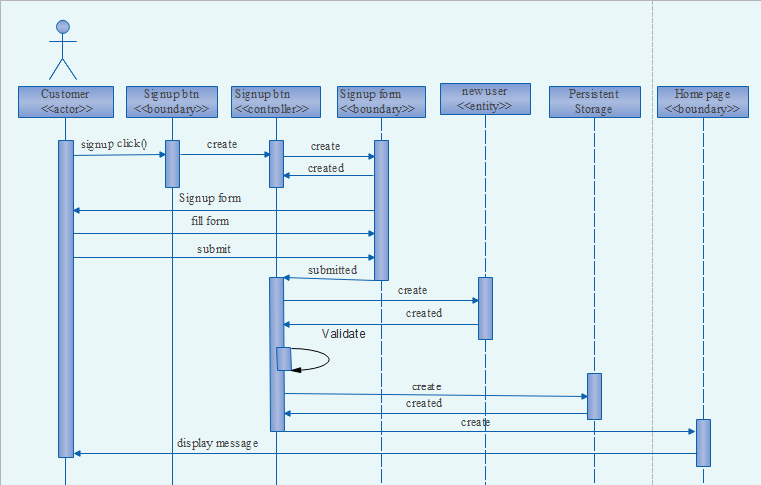 Customer
<<actor>>
Signup btn
<<boundary>>
Signup btn
<<controller>>
Signup form
<<boundary>>
new user
<<entity>>
Persistent
Storage
Home page
<<boundary>>
signup click()
create
create
created
Signup form
fill form
submit
submitted
create
created
Validate
create
created
create
display message